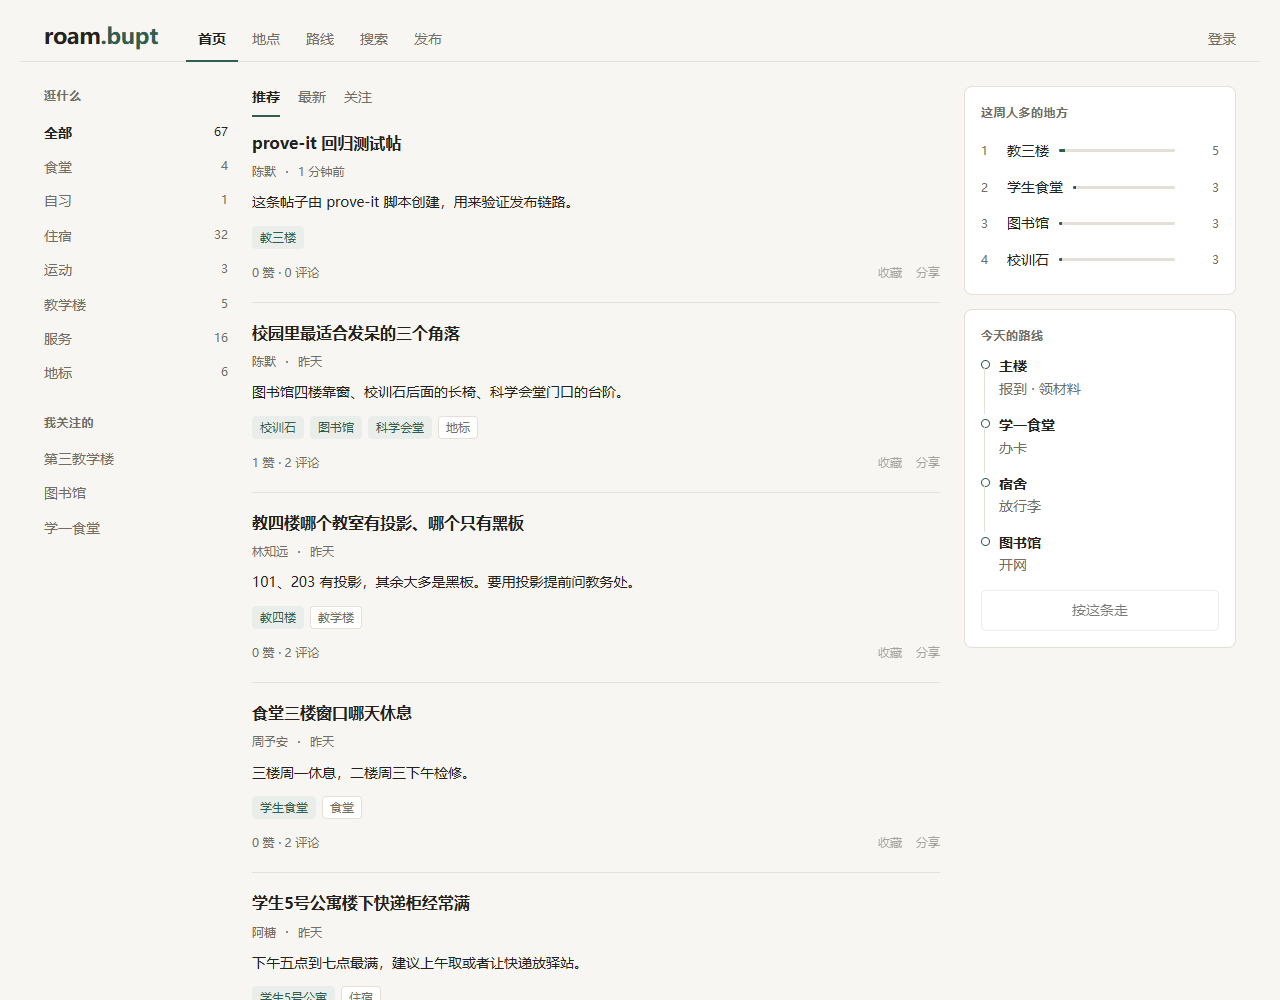 roam.bupt
首页 地点 路线 搜索 发布 登录
逛什么
全部 67
食堂 4
自习 1
住宿 32
运动 3
教学楼 5
服务 16
地标 6
我关注的
第三教学楼
图书馆
学一食堂
推荐 最新 关注
prove-it 回归测试帖
陈默 · 1 分钟前
这条帖子由 prove-it 脚本创建，用来验证发布链路。
教三楼
0 赞 · 0 评论 收藏 分享
校园里最适合发呆的三个角落
陈默 · 昨天
图书馆四楼靠窗、校训石后面的长椅、科学会堂门口的台阶。
校训石 图书馆 科学会堂 地标
1 赞 · 2 评论 收藏 分享
教四楼哪个教室有投影、哪个只有黑板
林知远 · 昨天
101、203 有投影，其余大多是黑板。要用投影提前问教务处。
教四楼 教学楼
0 赞 · 2 评论 收藏 分享
食堂三楼窗口哪天休息
周予安 · 昨天
三楼周一休息，二楼周三下午检修。
学生食堂 食堂
0 赞 · 2 评论 收藏 分享
学生5号公寓楼下快递柜经常满
阿糖 · 昨天
下午五点到七点最满，建议上午取或者让快递放驿站。
学生5号公寓 住宿
这周人多的地方
1 教三楼 5
2 学生食堂 3
3 图书馆 3
4 校训石 3
今天的路线
主楼
报到 · 领材料
学一食堂
办卡
宿舍
放行李
图书馆
开网
按这条走